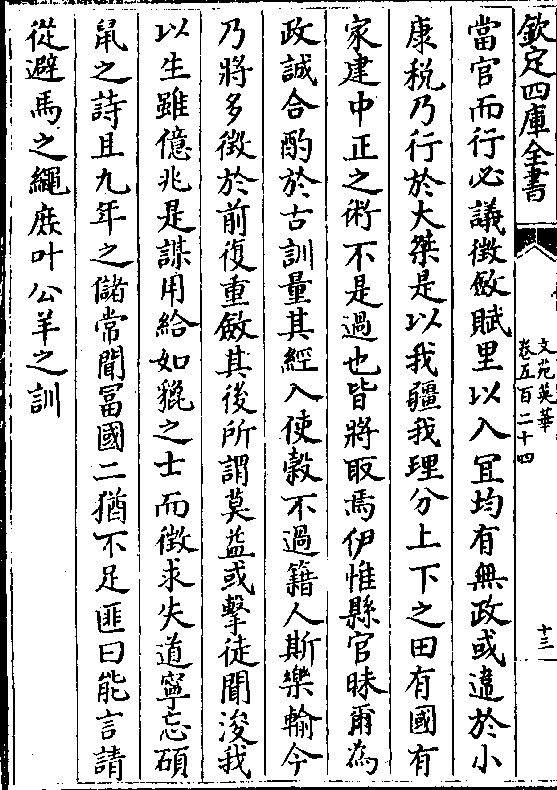 欽定四庫全書
文苑英華
卷五百二十四
十三
當官而行必議徴斂賦里以入冝均有無政或違於小
康税乃行於大桀是以我疆我理分上下之田有國有
家建中正之術不是過也皆將取焉伊惟縣官昧爾為
政誠合酌於古訓量其經入使榖不過籍人斯樂輸今
乃將多徴於前復重斂其後所謂莫益或擊徒聞浚我
以生雖億兆是謀用給如貔之士而徴求失道寧忘碩
鼠之詩且九年之儲常聞冨國二猶不足匪曰能言請
從避馬之繩庻叶公羊之訓